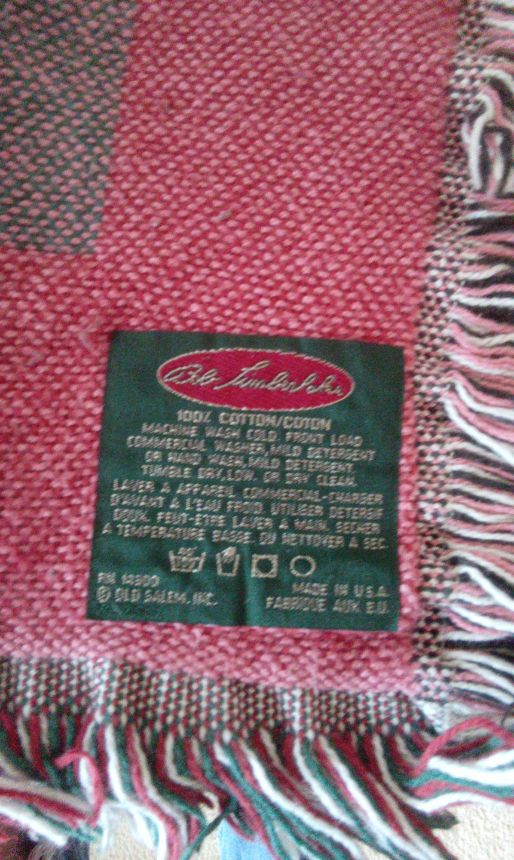 Bob Timberlake
100% COTTON/COTON
MACHINE WASH COLD, FRONT LOAD
COMMERCIAL WASHER, MILD DETERGENT
OR HAND WASH, MILD DETERGENT,
TUMBLE DRY, LOW, OR DRY CLEAN.
LAVER A APPAREIL COMMERCIAL-CHARGER
D'AVANT A L'EAU FROID, UTILISER DETERSIF
DOUX, PEUT-ETRE LAVER A MAIN, SECHER
A TEMPERATURE BASSE, OU NETTOYER A SEC
RN 14900
© OLD SALEM, INC.
MADE IN U.S.A.
FABRIQUE AUX E.U.